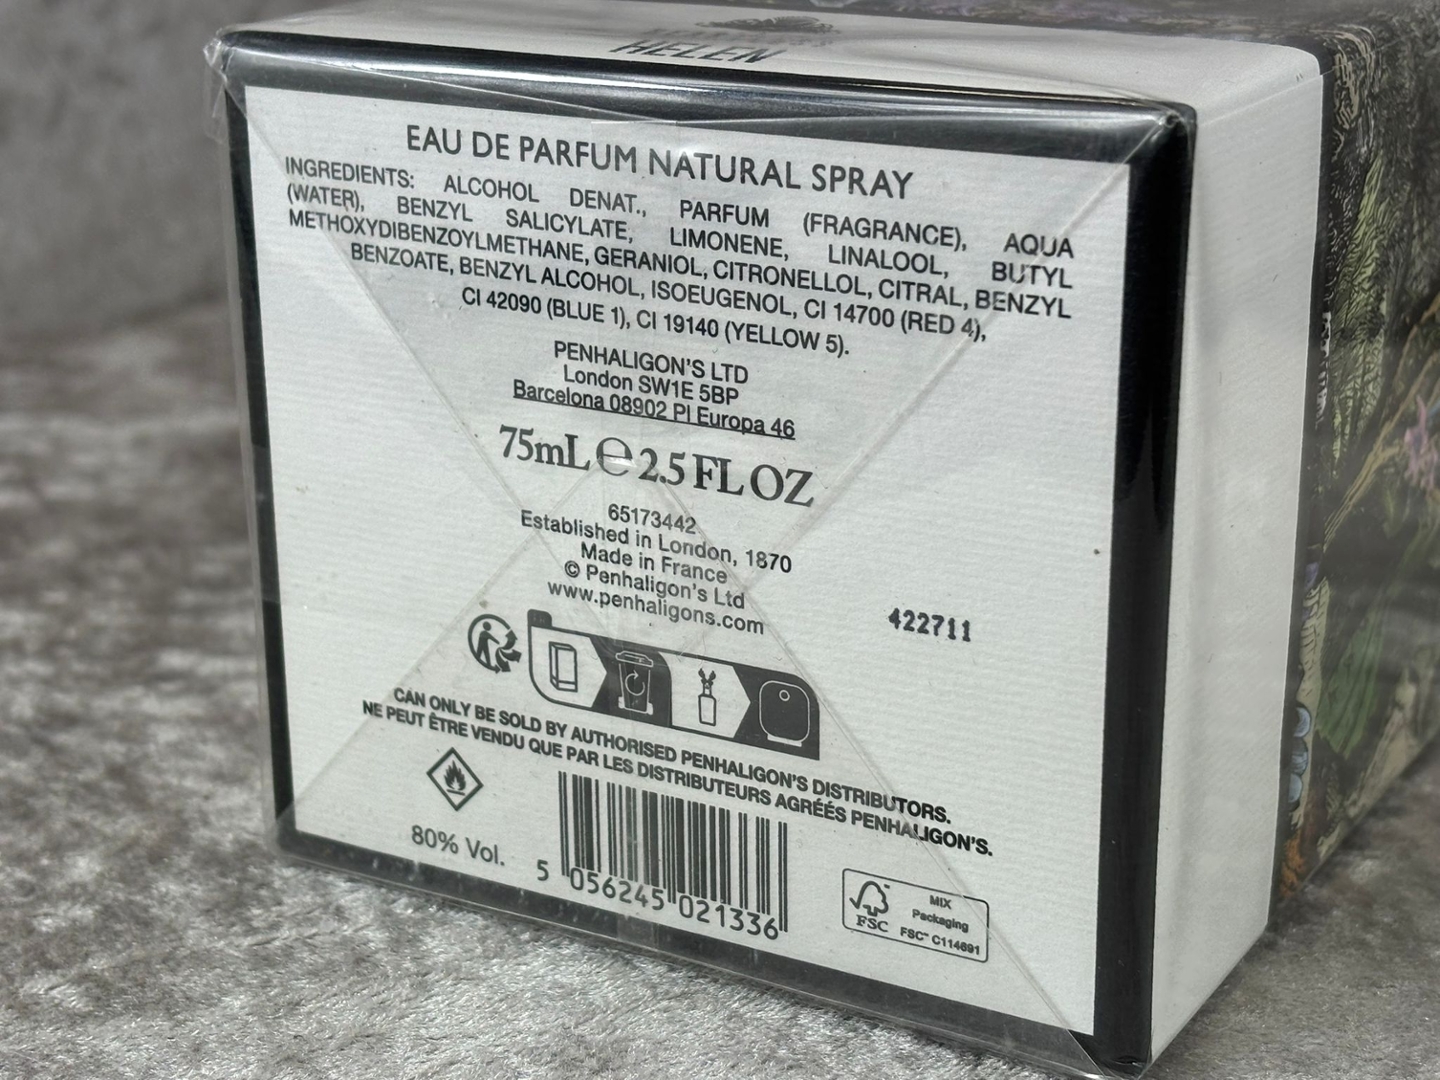 HELEN
EAU DE PARFUM NATURAL SPRAY
INGREDIENTS: ALCOHOL DENAT., PARFUM (FRAGRANCE), AQUA
(WATER), BENZYL SALICYLATE, LIMONENE, LINALOOL, BUTYL
METHOXYDIBENZOYLMETHANE, GERANIOL, CITRONELLOL, CITRAL, BENZYL
BENZOATE, BENZYL ALCOHOL, ISOEUGENOL, CI 14700 (RED 4),
CI 42090 (BLUE 1), CI 19140 (YELLOW 5).
PENHALIGON'S LTD
London SW1E 5BP
Barcelona 08902 Pl Europa 46
75mL ℮ 2.5 FL OZ
65173442
Established in London, 1870
Made in France
© Penhaligon's Ltd
www.penhaligons.com
422711
CAN ONLY BE SOLD BY AUTHORISED PENHALIGON'S DISTRIBUTORS.
NE PEUT ÊTRE VENDU QUE PAR LES DISTRIBUTEURS AGRÉÉS PENHALIGON'S.
80% Vol.
5 056245 021336
FSC
MIX
Packaging
FSC™ C114691